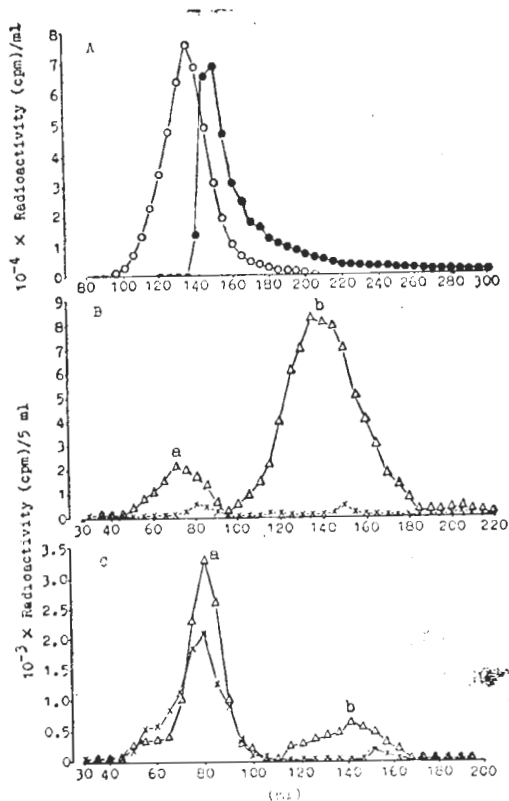 A
10⁻⁴ × Radioactivity (cpm)/ml
8
7
6
5
4
3
2
1
0
80 100 120 140 160 180 200 220 240 260 280 300
B
b
a
9
8
7
6
5
4
3
2
1
0
30 40 60 80 100 120 140 160 180 200 220
10⁻³ × Radioactivity (cpm)/5 ml
C
a
b
3.5
3.0
2.5
2.0
1.5
1.0
0.5
0
30 40 60 80 100 120 140 160 180 200
(ml)